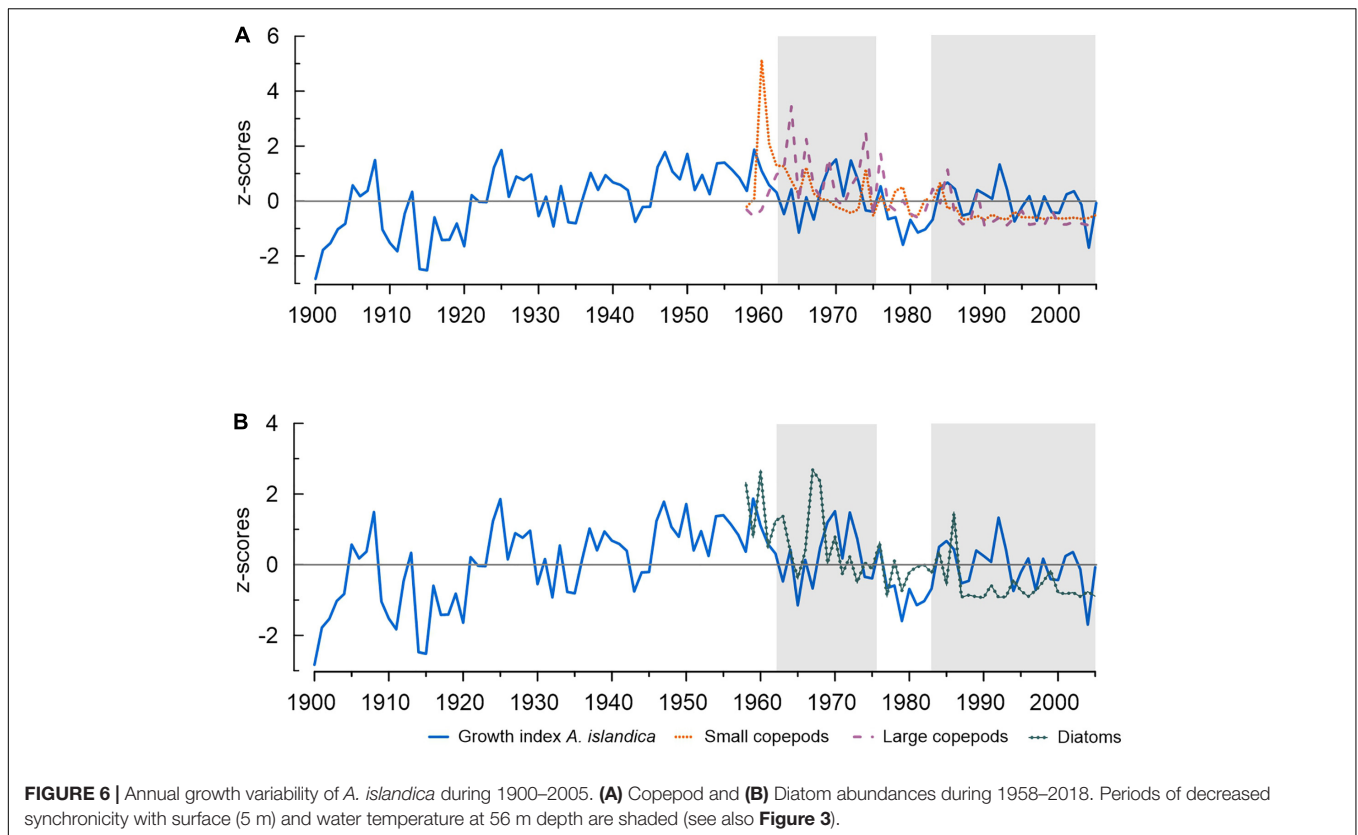 A
6
4
2
0
-2
z-scores
1900 1910 1920 1930 1940 1950 1960 1970 1980 1990 2000
B
4
2
0
-2
z-scores
1900 1910 1920 1930 1940 1950 1960 1970 1980 1990 2000
Growth index A. islandica Small copepods Large copepods Diatoms
FIGURE 6 | Annual growth variability of A. islandica during 1900–2005. (A) Copepod and (B) Diatom abundances during 1958–2018. Periods of decreased
synchronicity with surface (5 m) and water temperature at 56 m depth are shaded (see also Figure 3).